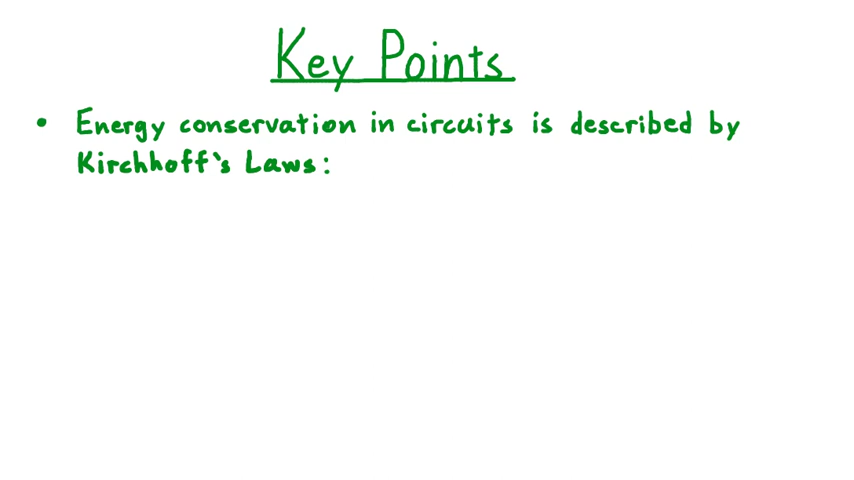 Key Points
• Energy conservation in circuits is described by
Kirchhoff's Laws: